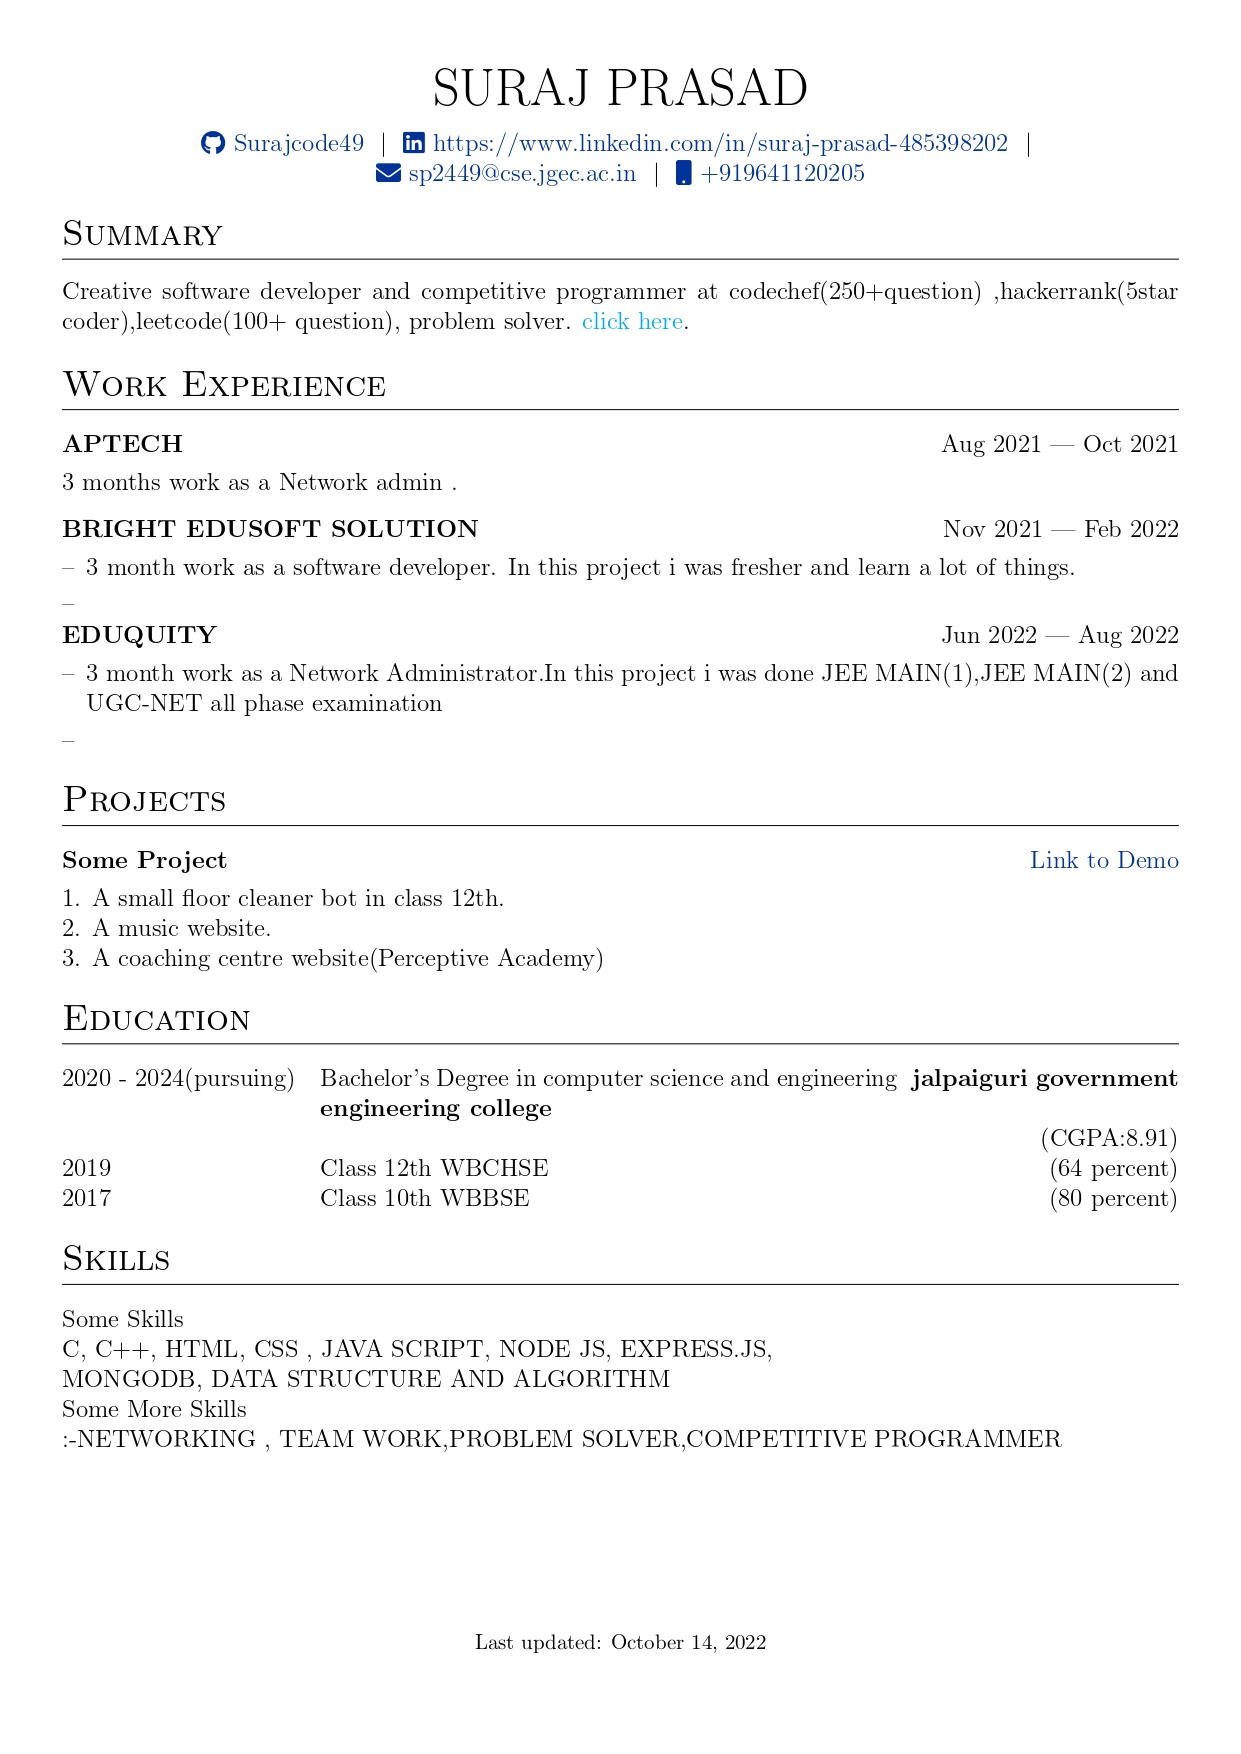 SURAJ PRASAD
Surajcode49 | https://www.linkedin.com/in/suraj-prasad-485398202 |
sp2449@cse.jgec.ac.in | +919641120205
Summary
Creative software developer and competitive programmer at codechef(250+question) ,hackerrank(5star
coder),leetcode(100+ question), problem solver. click here.
Work Experience
APTECH Aug 2021 — Oct 2021
3 months work as a Network admin .
BRIGHT EDUSOFT SOLUTION Nov 2021 — Feb 2022
– 3 month work as a software developer. In this project i was fresher and learn a lot of things.
–
EDUQUITY Jun 2022 — Aug 2022
– 3 month work as a Network Administrator.In this project i was done JEE MAIN(1),JEE MAIN(2) and
UGC-NET all phase examination
–
Projects
Some Project Link to Demo
1. A small floor cleaner bot in class 12th.
2. A music website.
3. A coaching centre website(Perceptive Academy)
Education
2020 - 2024(pursuing) Bachelor's Degree in computer science and engineering jalpaiguri government
engineering college
(CGPA:8.91)
2019 Class 12th WBCHSE (64 percent)
2017 Class 10th WBBSE (80 percent)
Skills
Some Skills
C, C++, HTML, CSS , JAVA SCRIPT, NODE JS, EXPRESS.JS,
MONGODB, DATA STRUCTURE AND ALGORITHM
Some More Skills
:-NETWORKING , TEAM WORK,PROBLEM SOLVER,COMPETITIVE PROGRAMMER
Last updated: October 14, 2022